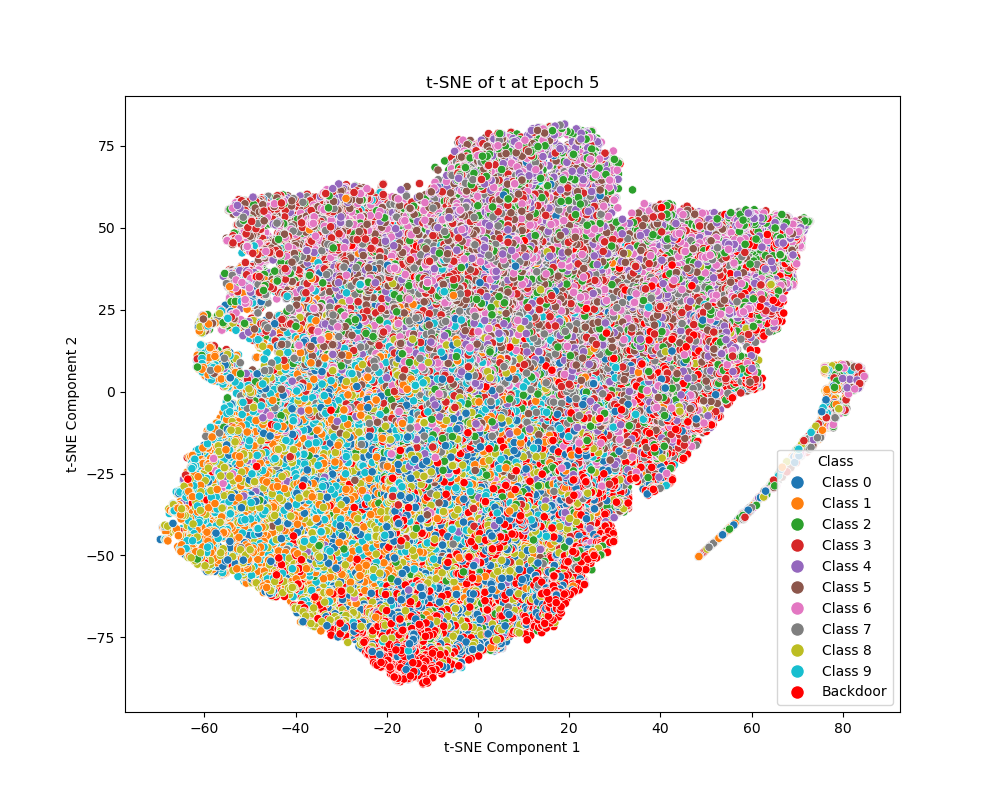 t-SNE of t at Epoch 5
t-SNE Component 2
75
50
25
0
−25
−50
−75
−60
−40
−20
0
20
40
60
80
t-SNE Component 1
Class
Class 0
Class 1
Class 2
Class 3
Class 4
Class 5
Class 6
Class 7
Class 8
Class 9
Backdoor